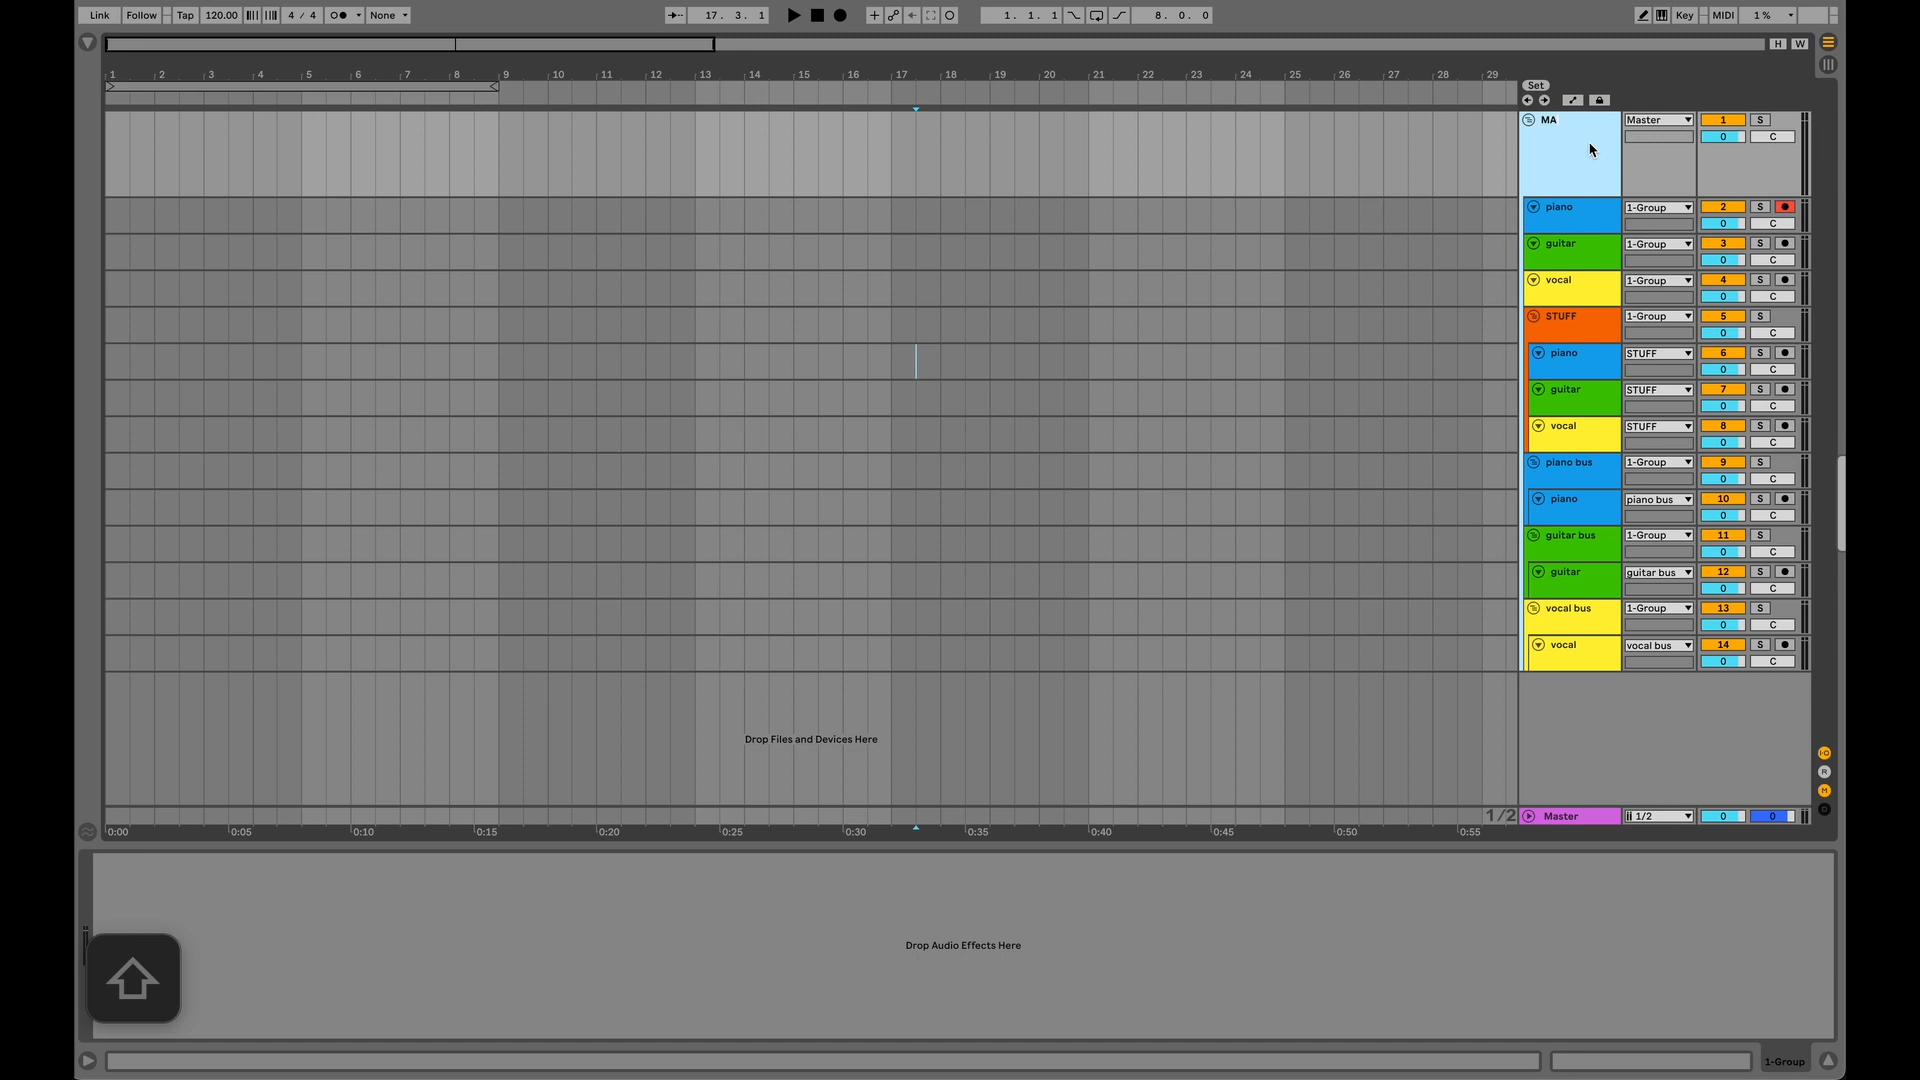 Link Follow Tap 120.00 4 / 4 None 17. 3. 1 1. 1. 1 8. 0. 0 Key MIDI 1 %
H W
1 2 3 4 5 6 7 8 9 10 11 12 13 14 15 16 17 18 19 20 21 22 23 24 25 26 27 28 29
Set
MA Master 1 S
0 C
piano 1-Group 2 S
0 C
guitar 1-Group 3 S
0 C
vocal 1-Group 4 S
0 C
STUFF 1-Group 5 S
0 C
piano STUFF 6 S
0 C
guitar STUFF 7 S
0 C
vocal STUFF 8 S
0 C
piano bus 1-Group 9 S
0 C
piano piano bus 10 S
0 C
guitar bus 1-Group 11 S
0 C
guitar guitar bus 12 S
0 C
vocal bus 1-Group 13 S
0 C
vocal vocal bus 14 S
0 C
Drop Files and Devices Here
I·O
R
M
D
1/2 Master 1/2 0 0
0:00 0:05 0:10 0:15 0:20 0:25 0:30 0:35 0:40 0:45 0:50 0:55
Drop Audio Effects Here
1-Group